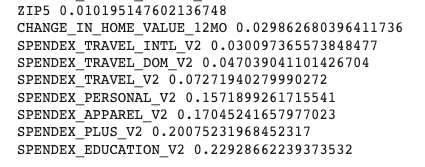 ZIP5 0.010195147602136748
CHANGE_IN_HOME_VALUE_12MO 0.029862680396411736
SPENDEX_TRAVEL_INTL_V2 0.030097365573848477
SPENDEX_TRAVEL_DOM_V2 0.047039041101426704
SPENDEX_TRAVEL_V2 0.07271940279990272
SPENDEX_PERSONAL_V2 0.1571899261715541
SPENDEX_APPAREL_V2 0.17045241657977023
SPENDEX_PLUS_V2 0.20075231968452317
SPENDEX_EDUCATION_V2 0.22928662239373532